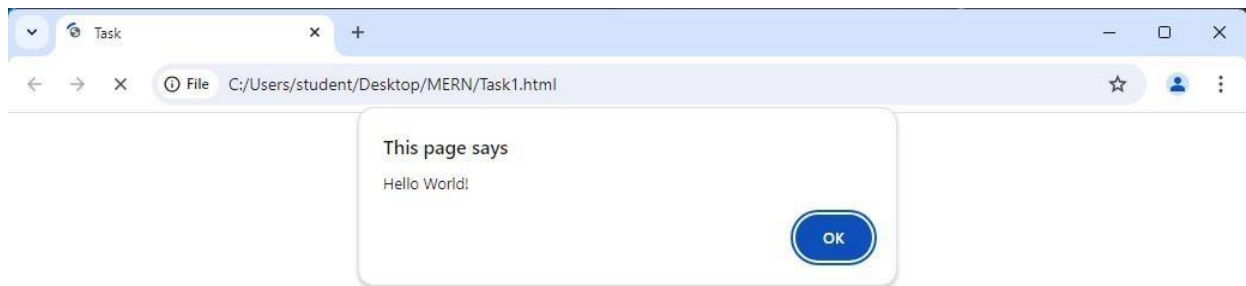 Task
File C:/Users/student/Desktop/MERN/Task1.html
This page says
Hello World!
OK